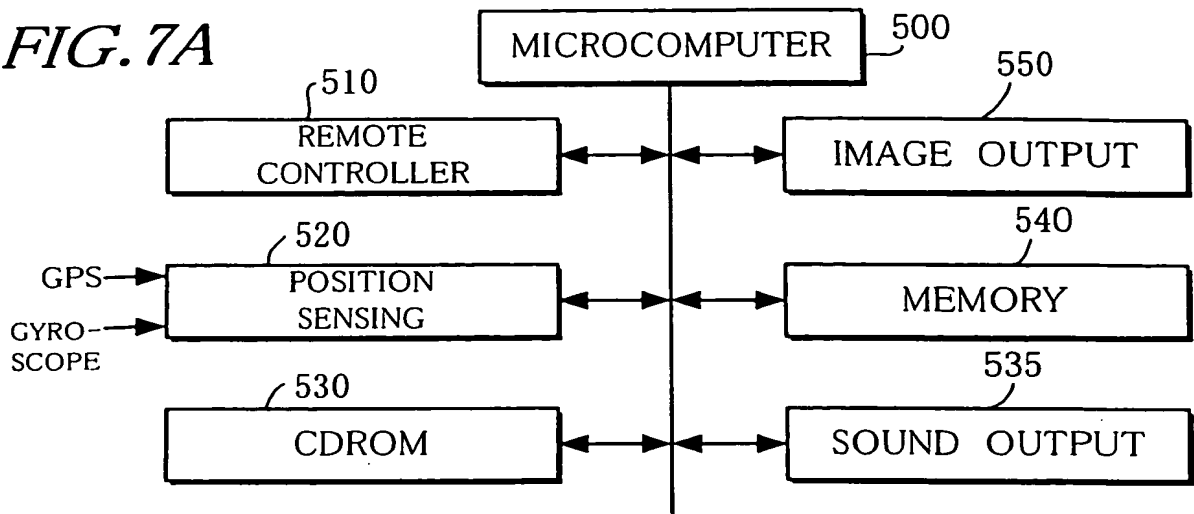 FIG. 7A
MICROCOMPUTER
500
510
REMOTE
CONTROLLER
550
IMAGE OUTPUT
520
GPS
GYRO-
SCOPE
POSITION
SENSING
540
MEMORY
530
CDROM
535
SOUND OUTPUT